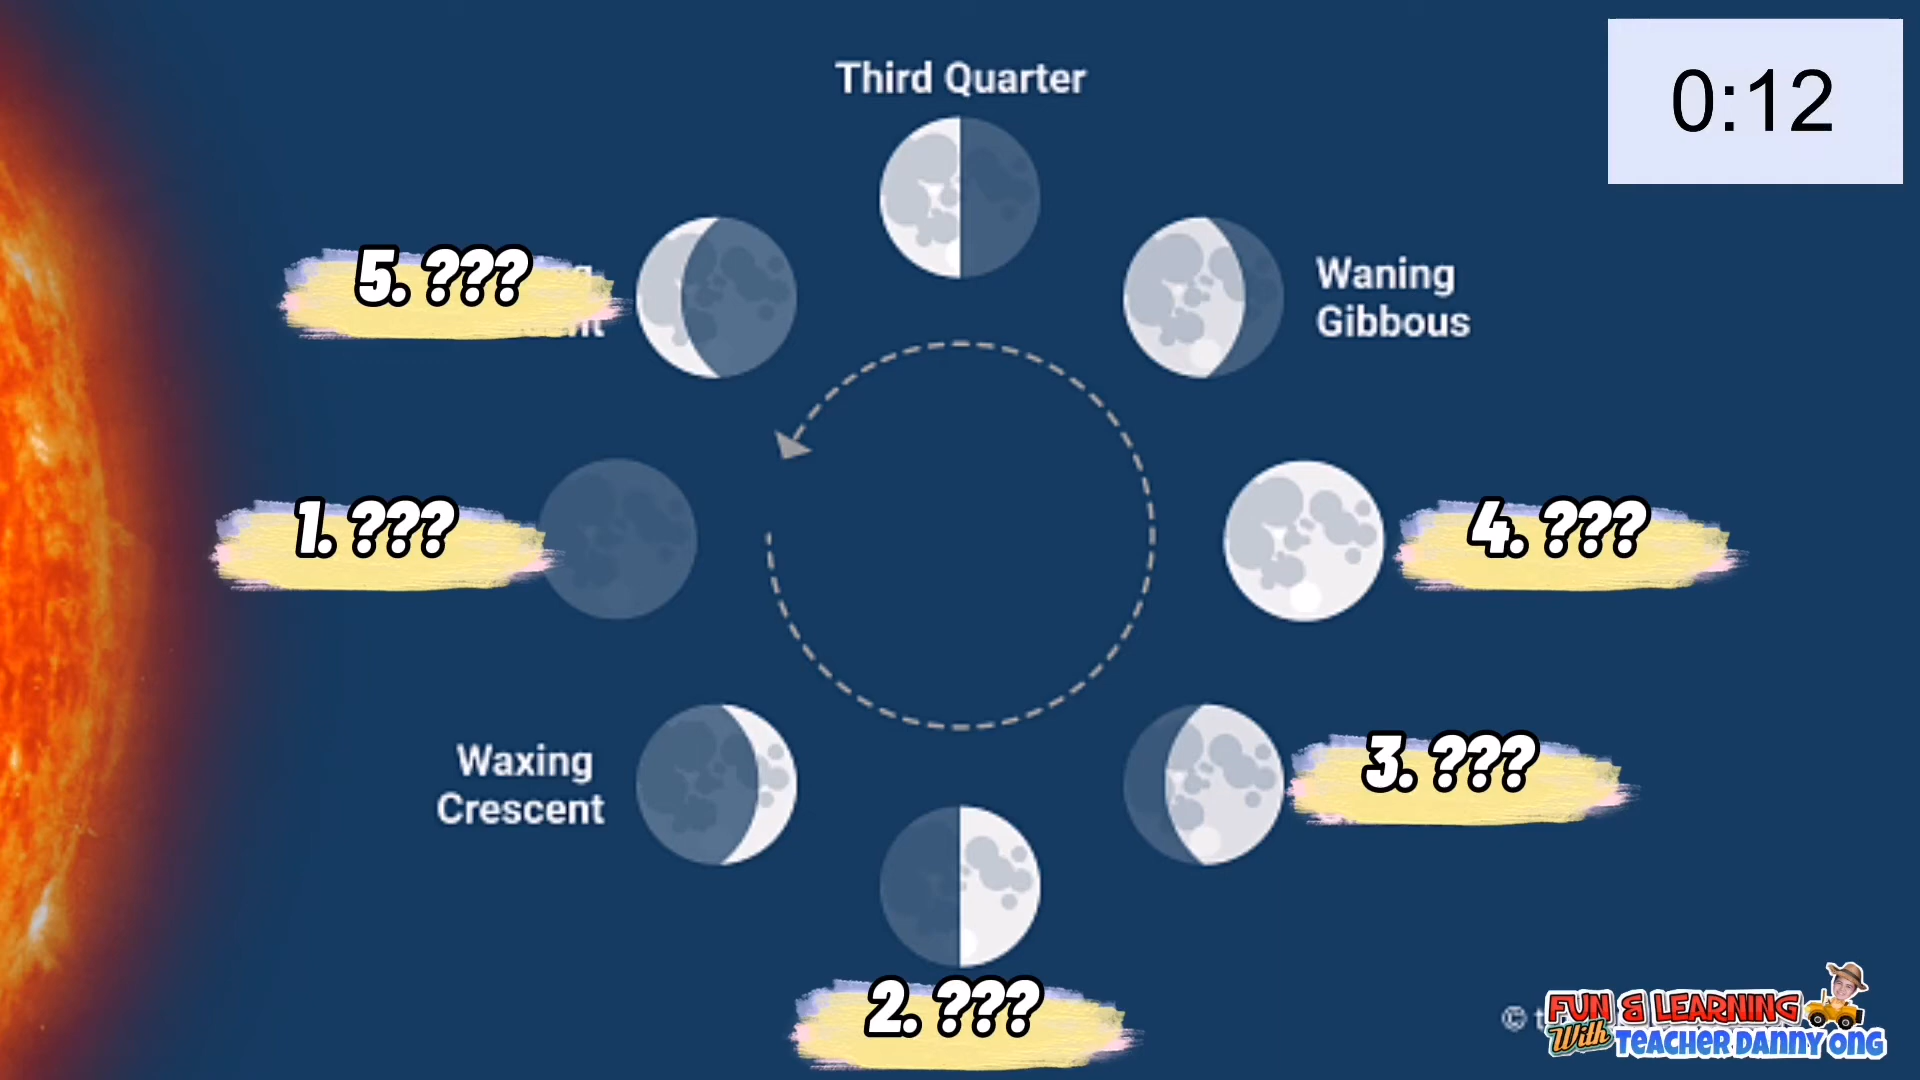 Third Quarter
0:12
5. ???
Waning
Gibbous
1. ???
4. ???
Waxing
Crescent
3. ???
2. ???
©
FUN & LEARNING
With
TEACHER DANNY ONG